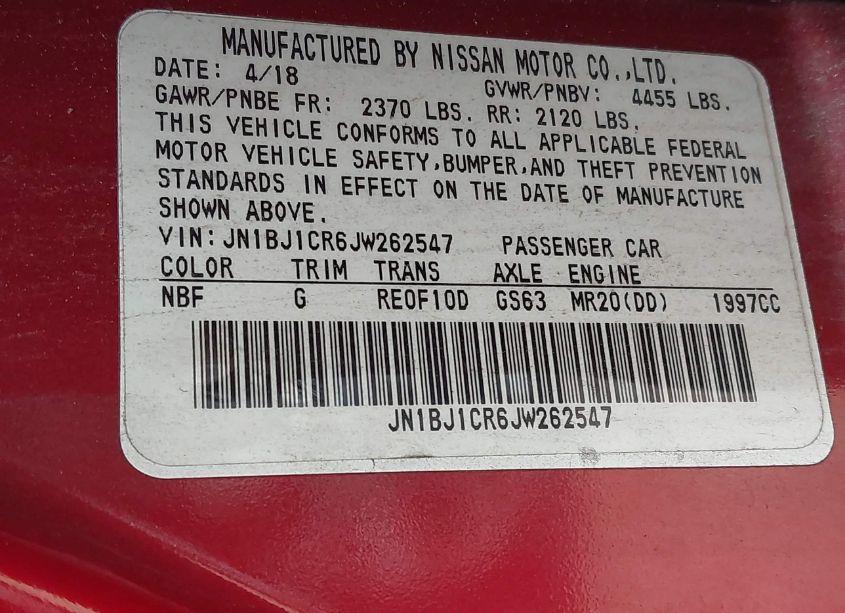 MANUFACTURED BY NISSAN MOTOR CO.,LTD.
DATE: 4/18 GVWR/PNBV: 4455 LBS.
GAWR/PNBE FR: 2370 LBS. RR: 2120 LBS.
THIS VEHICLE CONFORMS TO ALL APPLICABLE FEDERAL
MOTOR VEHICLE SAFETY,BUMPER,AND THEFT PREVENTION
STANDARDS IN EFFECT ON THE DATE OF MANUFACTURE
SHOWN ABOVE.
VIN:JN1BJ1CR6JW262547 PASSENGER CAR
COLOR TRIM TRANS AXLE ENGINE
NBF G RE0F10D GS63 MR20(DD) 1997CC
JN1BJ1CR6JW262547